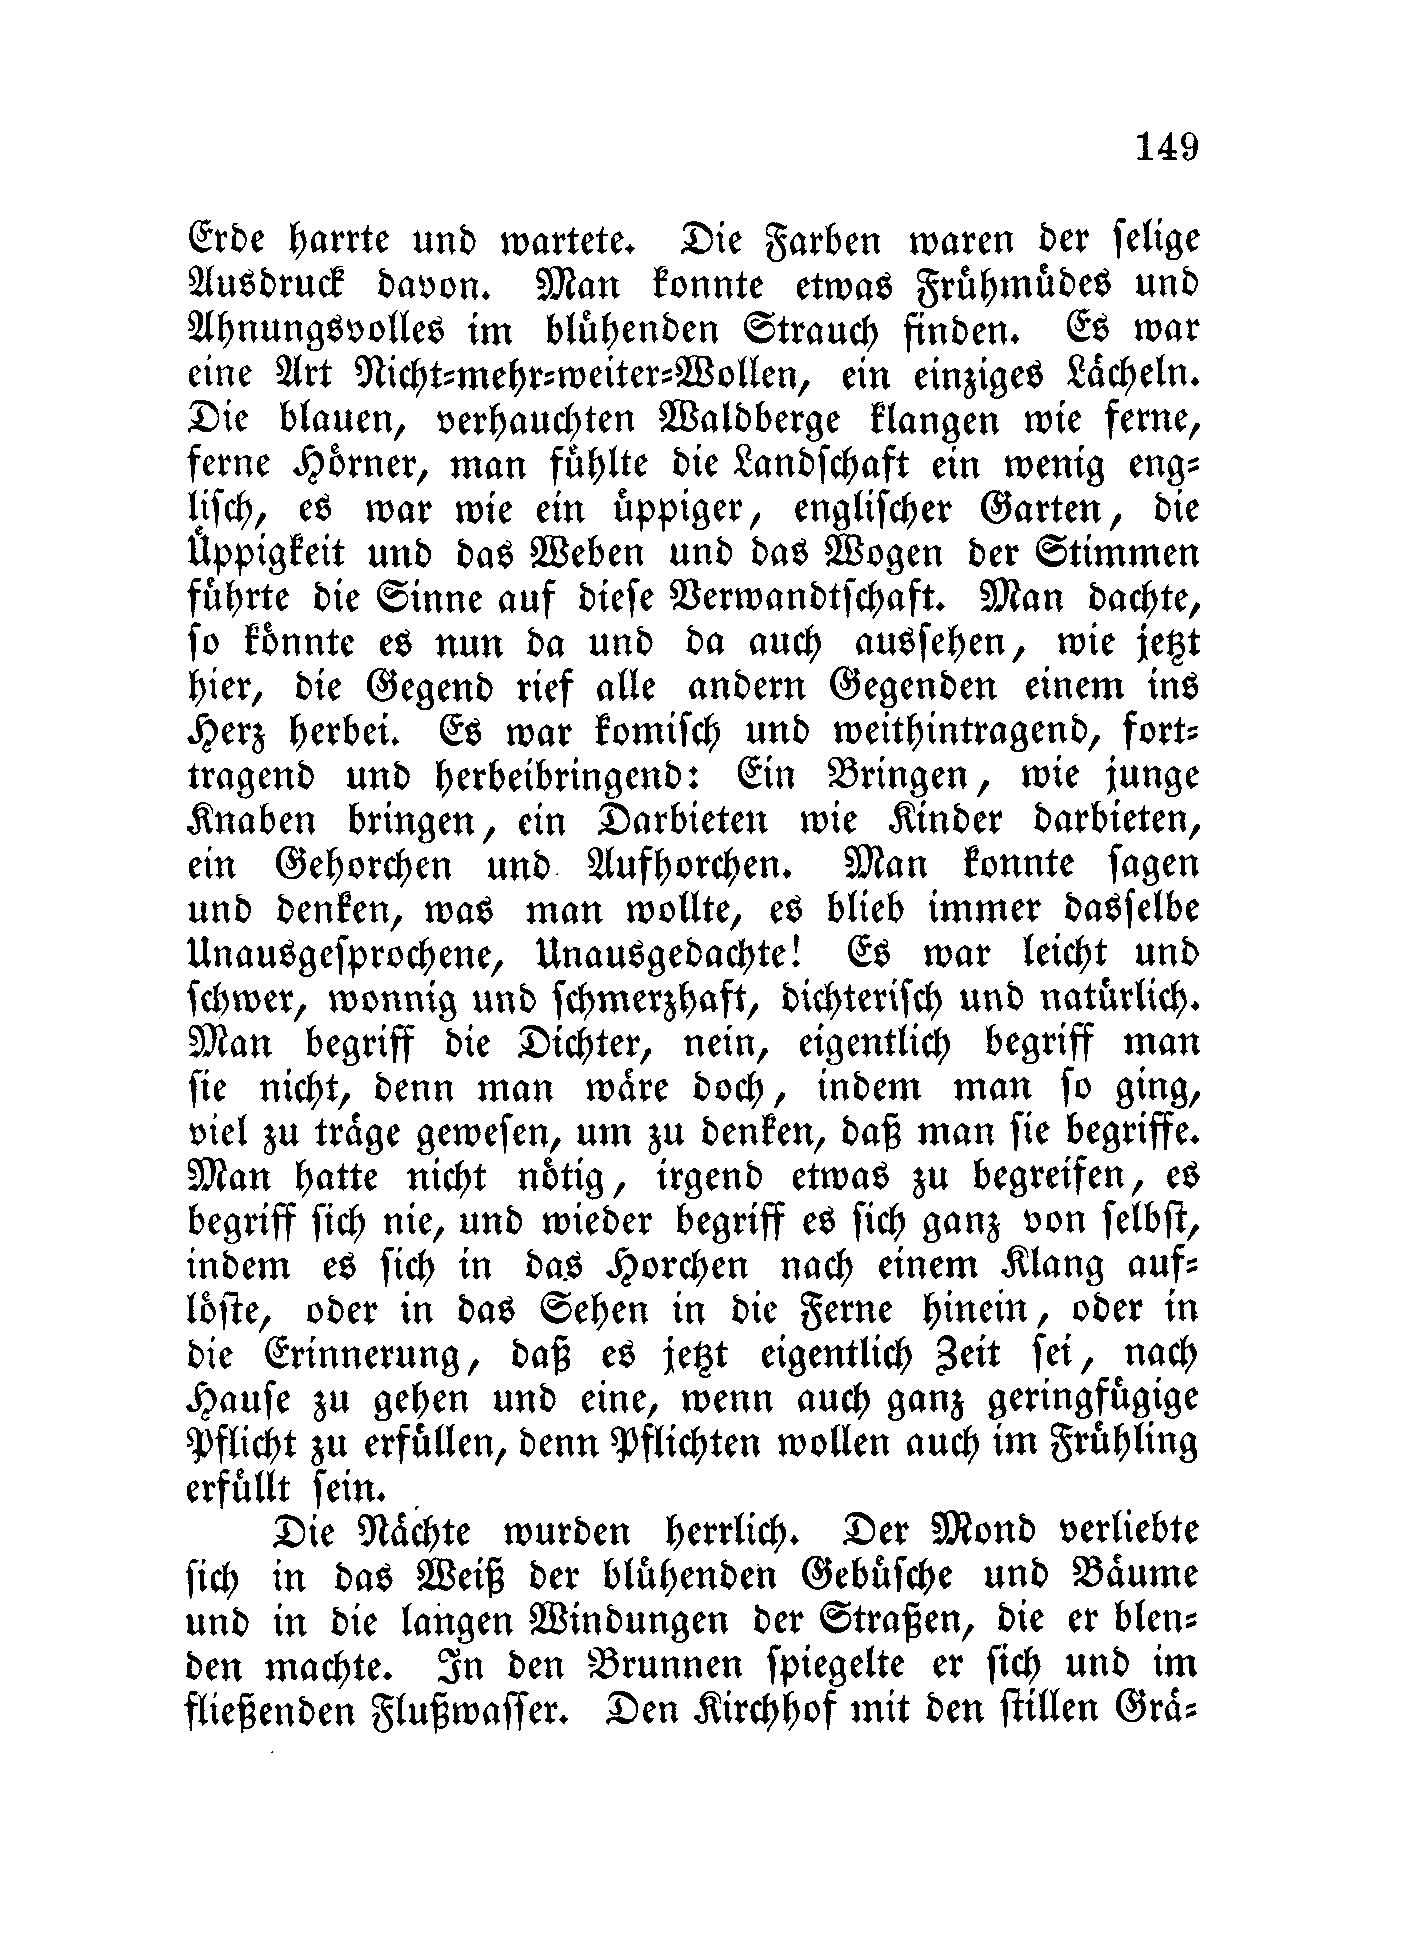 149
Erde harrte und wartete. Die Farben waren der selige
Ausdruck davon. Man konnte etwas Frühmüdes und
Ahnungsvolles im blühenden Strauch finden. Es war
eine Art Nicht-mehr-weiter-Wollen, ein einziges Lächeln.
Die blauen, verhauchten Waldberge klangen wie ferne,
ferne Hörner, man fühlte die Landschaft ein wenig eng-
lisch, es war wie ein üppiger, englischer Garten, die
Üppigkeit und das Weben und das Wogen der Stimmen
führte die Sinne auf diese Verwandtschaft. Man dachte,
so könnte es nun da und da auch aussehen, wie jetzt
hier, die Gegend rief alle andern Gegenden einem ins
Herz herbei. Es war komisch und weithintragend, fort-
tragend und herbeibringend: Ein Bringen, wie junge
Knaben bringen, ein Darbieten wie Kinder darbieten,
ein Gehorchen und Aufhorchen. Man konnte sagen
und denken, was man wollte, es blieb immer dasselbe
Unausgesprochene, Unausgedachte! Es war leicht und
schwer, wonnig und schmerzhaft, dichterisch und natürlich.
Man begriff die Dichter, nein, eigentlich begriff man
sie nicht, denn man wäre doch, indem man so ging,
viel zu träge gewesen, um zu denken, daß man sie begriffe.
Man hatte nicht nötig, irgend etwas zu begreifen, es
begriff sich nie, und wieder begriff es sich ganz von selbst,
indem es sich in das Horchen nach einem Klang auf-
löste, oder in das Sehen in die Ferne hinein, oder in
die Erinnerung, daß es jetzt eigentlich Zeit sei, nach
Hause zu gehen und eine, wenn auch ganz geringfügige
Pflicht zu erfüllen, denn Pflichten wollen auch im Frühling
erfüllt sein.
Die Nächte wurden herrlich. Der Mond verliebte
sich in das Weiß der blühenden Gebüsche und Bäume
und in die langen Windungen der Straßen, die er blen-
den machte. In den Brunnen spiegelte er sich und im
fließenden Flußwasser. Den Kirchhof mit den stillen Grä-